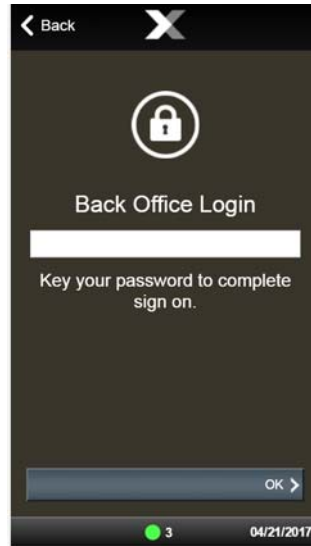 Back
Back Office Login
Key your password to complete
sign on.
OK
3
04/21/2017